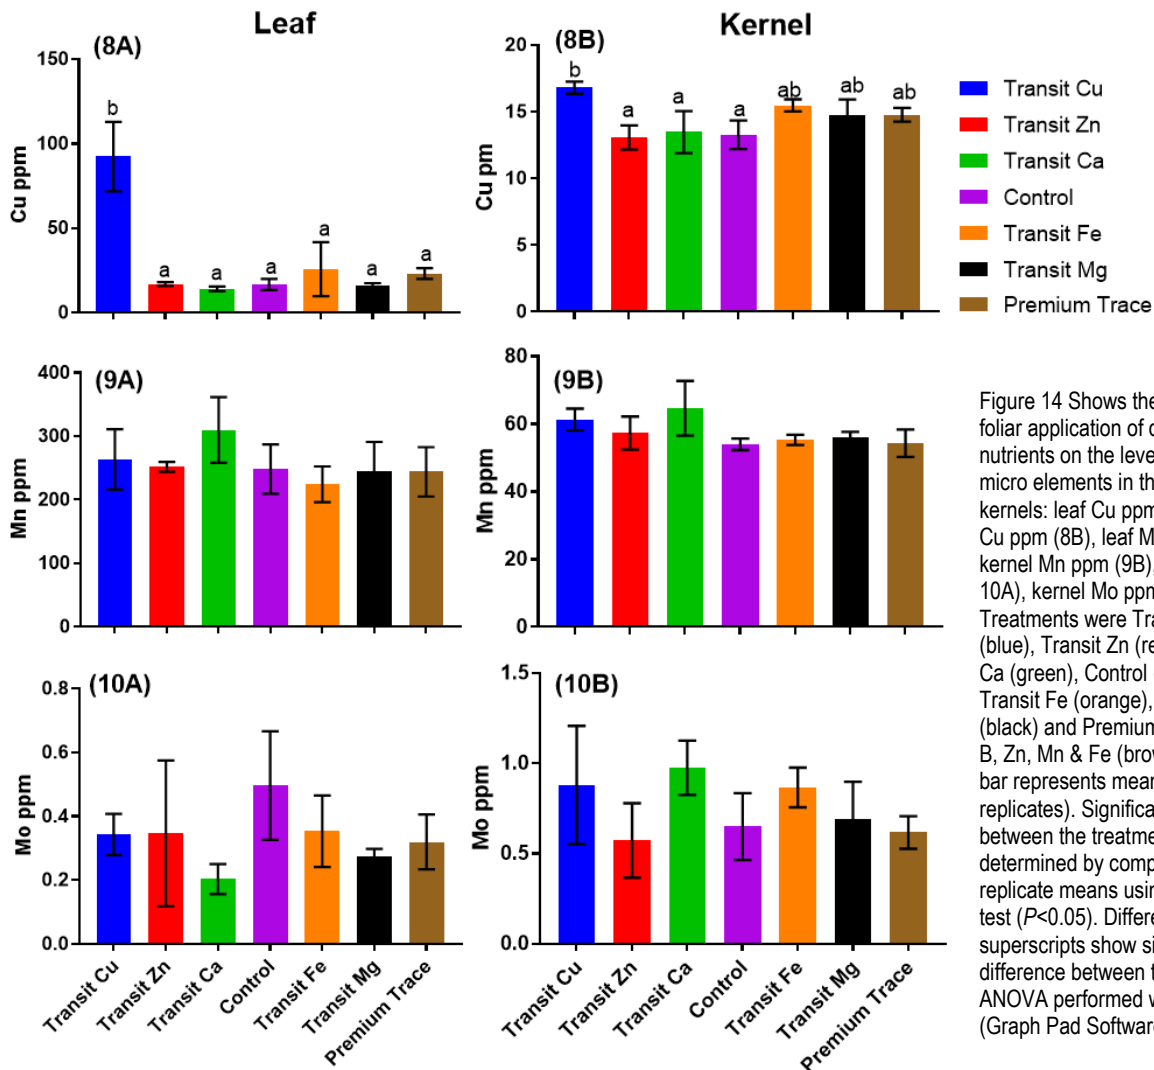 Leaf
Kernel
(8A)
150
100
50
0
Cu ppm
b
a
a
a
a
a
a
(8B)
20
15
10
5
0
Cu pm
b
a
a
a
ab
ab
ab
Transit Cu
Transit Zn
Transit Ca
Control
Transit Fe
Transit Mg
Premium Trace
(9A)
400
300
200
100
0
Mn ppm
(9B)
80
60
40
20
0
Mn ppm
(10A)
0.8
0.6
0.4
0.2
0.0
Mo ppm
Transit Cu
Transit Zn
Transit Ca
Control
Transit Fe
Transit Mg
Premium Trace
(10B)
1.5
1.0
0.5
0.0
Mo ppm
Transit Cu
Transit Zn
Transit Ca
Control
Transit Fe
Transit Mg
Premium Trace
Figure 14 Shows the
foliar application of
nutrients on the leve
micro elements in th
kernels: leaf Cu ppm
Cu ppm (8B), leaf M
kernel Mn ppm (9B),
10A), kernel Mo ppm
Treatments were Tra
(blue), Transit Zn (re
Ca (green), Control
Transit Fe (orange),
(black) and Premium
B, Zn, Mn & Fe (brow
bar represents mean
replicates). Significa
between the treatme
determined by comp
replicate means usin
test (P<0.05). Differe
superscripts show si
difference between t
ANOVA performed w
(Graph Pad Software